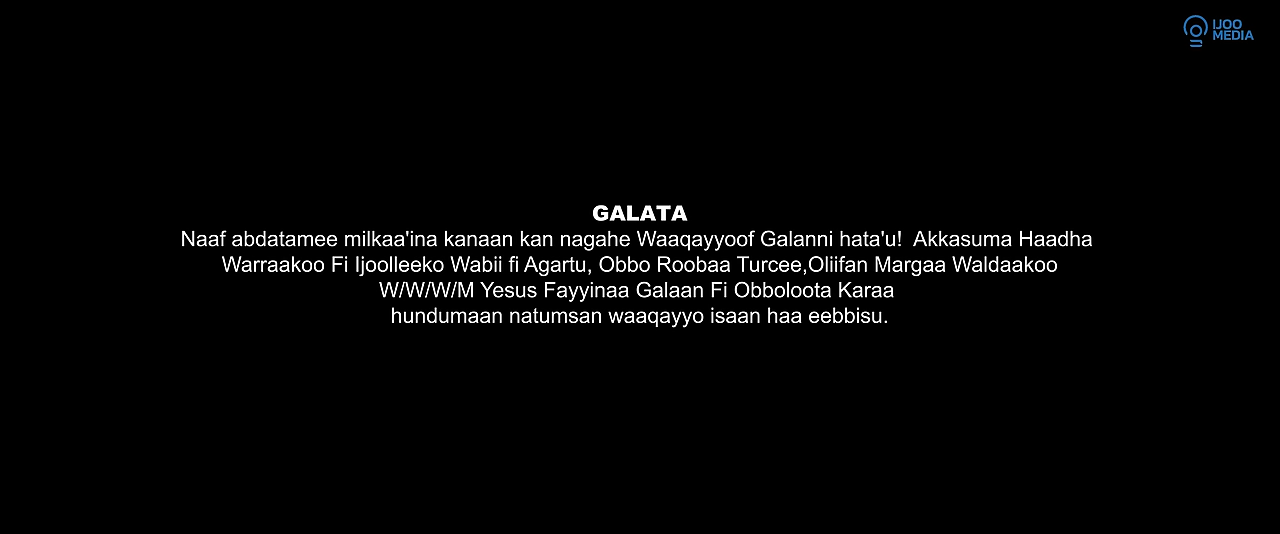 IJOO
MEDIA
GALATA
Naaf abdatamee milkaa'ina kanaan kan nagahe Waaqayyoof Galanni hata'u! Akkasuma Haadha
Warraakoo Fi Ijoolleeko Wabii fi Agartu, Obbo Roobaa Turcee,Oliifan Margaa Waldaakoo
W/W/W/M Yesus Fayyinaa Galaan Fi Obboloota Karaa
hundumaan natumsan waaqayyo isaan haa eebbisu.